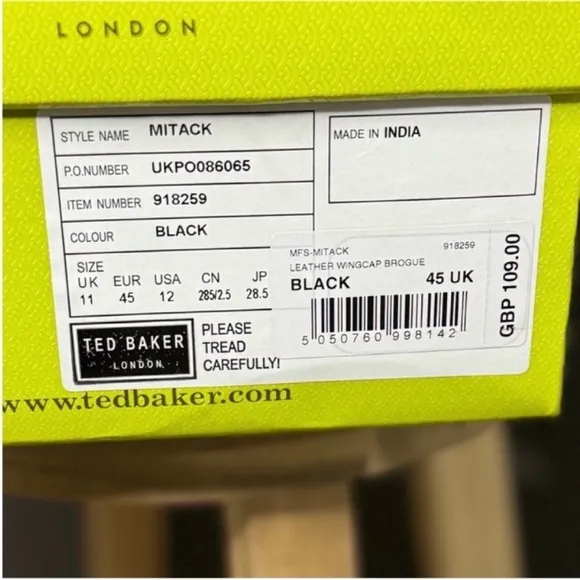 LONDON
STYLE NAME MITACK
P.O.NUMBER UKPO086065
ITEM NUMBER 918259
COLOUR BLACK
SIZE
UK EUR USA CN JP
11 45 12 285/2.5 28.5
MADE IN INDIA
MFS-MITACK 918259
LEATHER WINGCAP BROGUE
BLACK 45 UK
5 050760 998142
GBP 109.00
TED BAKER
LONDON
PLEASE
TREAD
CAREFULLY!
www.tedbaker.com